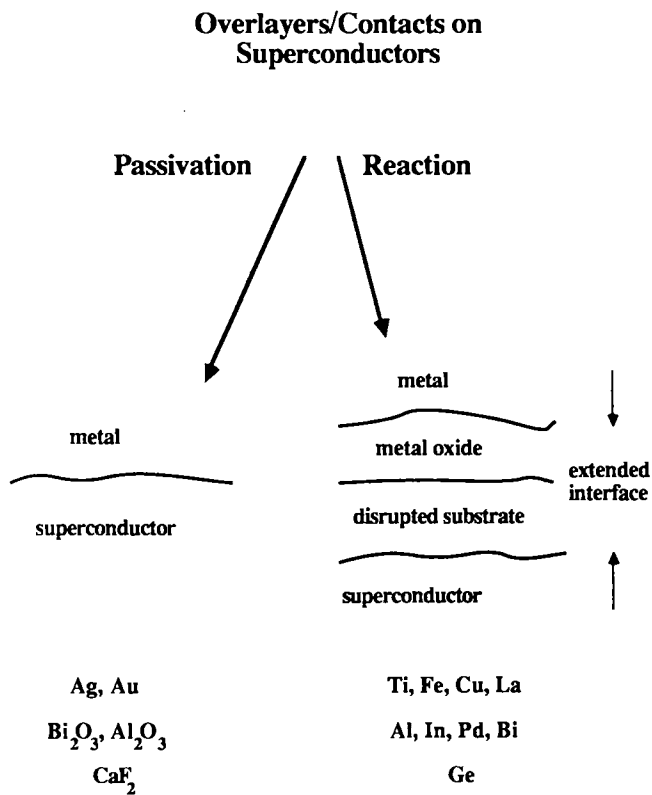 Overlayers/Contacts on
Superconductors
Passivation
Reaction
metal
superconductor
metal
metal oxide
disrupted substrate
superconductor
extended
interface
Ag, Au
Bi₂O₃, Al₂O₃
CaF₂
Ti, Fe, Cu, La
Al, In, Pd, Bi
Ge